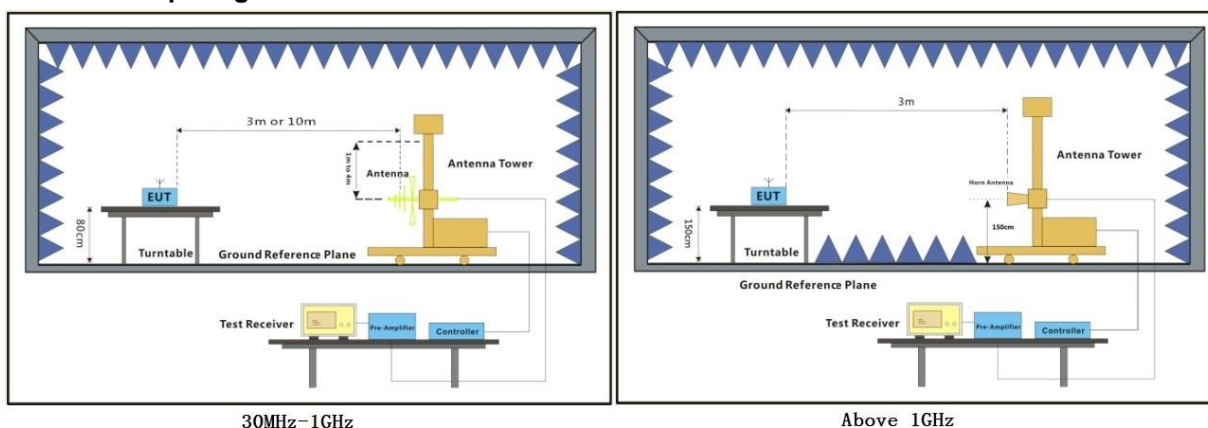 3m or 10m
1m to 4m
Antenna
Antenna Tower
EUT
80cm
Turntable
Ground Reference Plane
Test Receiver
Pre-Amplifier
Controller
30MHz-1GHz
3m
Antenna Tower
Horn Antenna
EUT
150cm
150cm
Turntable
Ground Reference Plane
Test Receiver
Pre-Amplifier
Controller
Above 1GHz